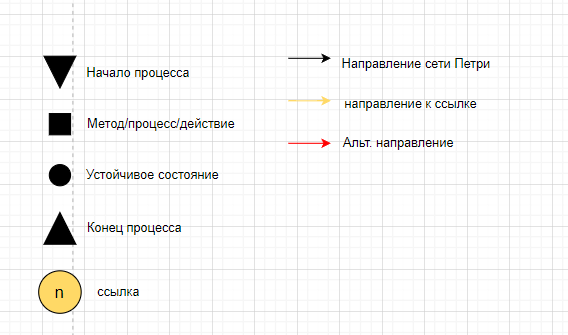 Начало процесса
Метод/процесс/действие
Устойчивое состояние
Конец процесса
n
ссылка
Направление сети Петри
направление к ссылке
Альт. направление